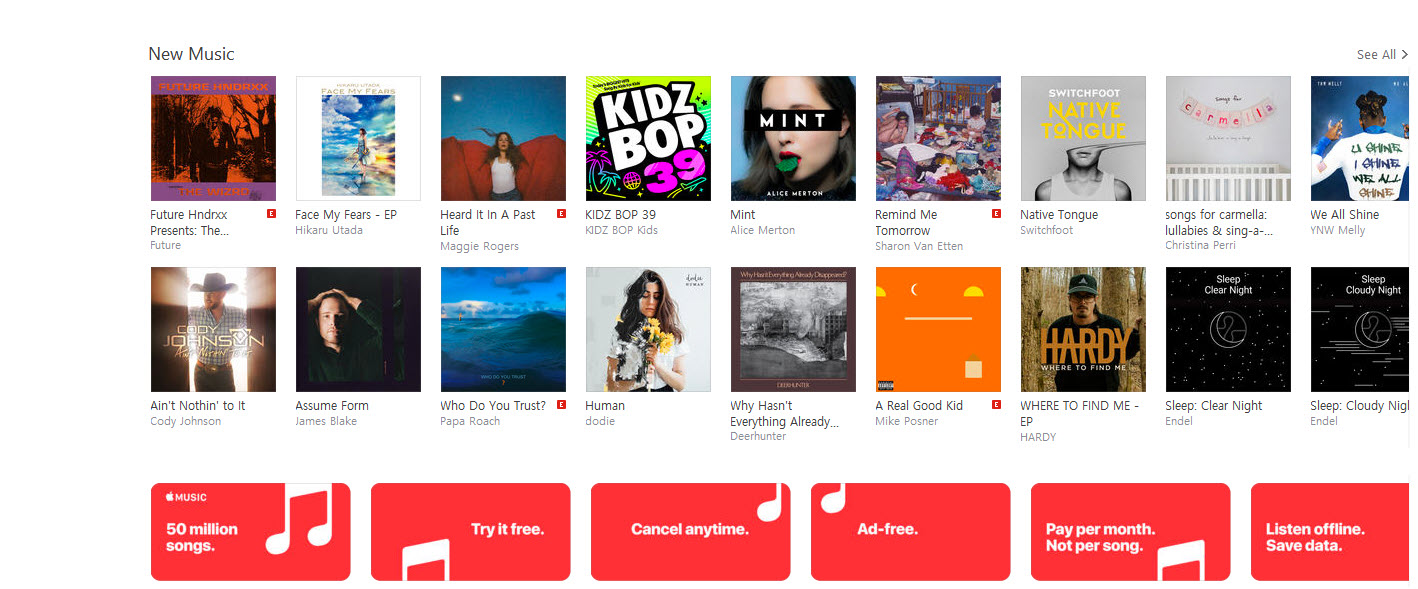 New Music
See All
FUTURE HNDRXX
THE WIZRD
HIKARU UTADA
FACE MY FEARS
KIDZ
BOP
39
MINT
ALICE MERTON
SWITCHFOOT
NATIVE
TONGUE
songs for
carmella
U SHINE
I SHINE
WE ALL
SHINE
Future Hndrxx
Presents: The...
Future
Face My Fears - EP
Hikaru Utada
Heard It In A Past
Life
Maggie Rogers
KIDZ BOP 39
KIDZ BOP Kids
Mint
Alice Merton
Remind Me
Tomorrow
Sharon Van Etten
Native Tongue
Switchfoot
songs for carmella:
lullabies & sing-a-...
Christina Perri
We All Shine
YNW Melly
CODY
JOHNSON
Ain't Nothin' to It
WHO DO YOU TRUST
?
dodie
HUMAN
Why Hasn't Everything Already Disappeared?
DEERHUNTER
HARDY
WHERE TO FIND ME
Sleep
Clear Night
Sleep
Cloudy Night
Ain't Nothin' to It
Cody Johnson
Assume Form
James Blake
Who Do You Trust?
Papa Roach
Human
dodie
Why Hasn't
Everything Already...
Deerhunter
A Real Good Kid
Mike Posner
WHERE TO FIND ME -
EP
HARDY
Sleep: Clear Night
Endel
Sleep: Cloudy Nigh
Endel
MUSIC
50 million
songs.
Try it free.
Cancel anytime.
Ad-free.
Pay per month.
Not per song.
Listen offline.
Save data.